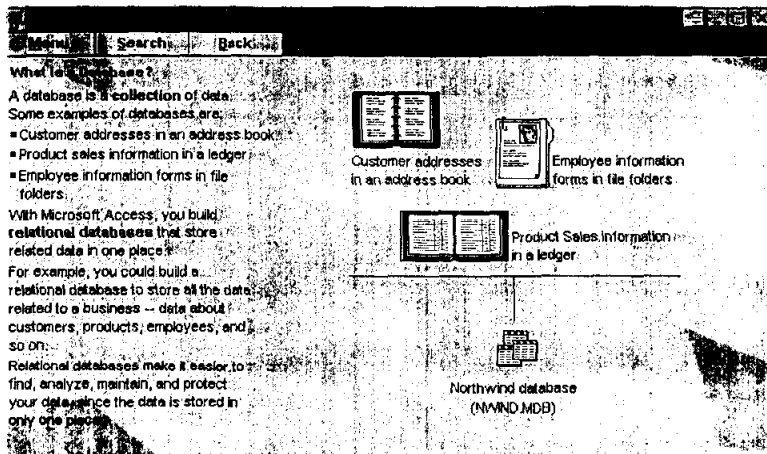 Menu Search Back
What is a Database?
A database is a collection of data.
Some examples of databases are:
▪ Customer addresses in an address book.
▪ Product sales information in a ledger.
▪ Employee information forms in file
folders.
With Microsoft Access, you build
relational databases that store
related data in one place.
For example, you could build a
relational database to store all the data
related to a business -- data about
customers, products, employees, and
so on.
Relational databases make it easier to
find, analyze, maintain, and protect
your data, since the data is stored in
only one place.
Customer addresses
in an address book
Employee information
forms in file folders
Product Sales Information
in a ledger
Northwind database
(NWIND.MDB)